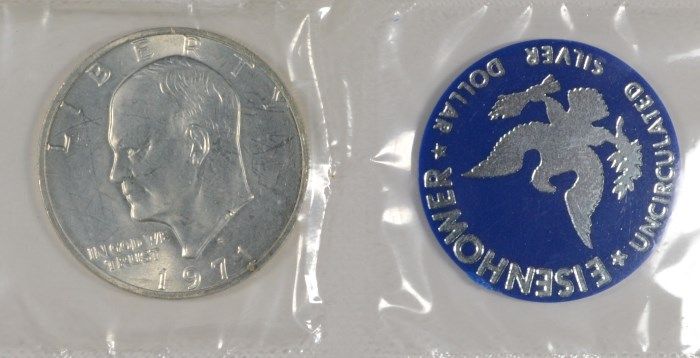 LIBERTY
IN GOD WE
TRUST
1971
EISENHOWER
★ UNCIRCULATED SILVER DOLLAR ★